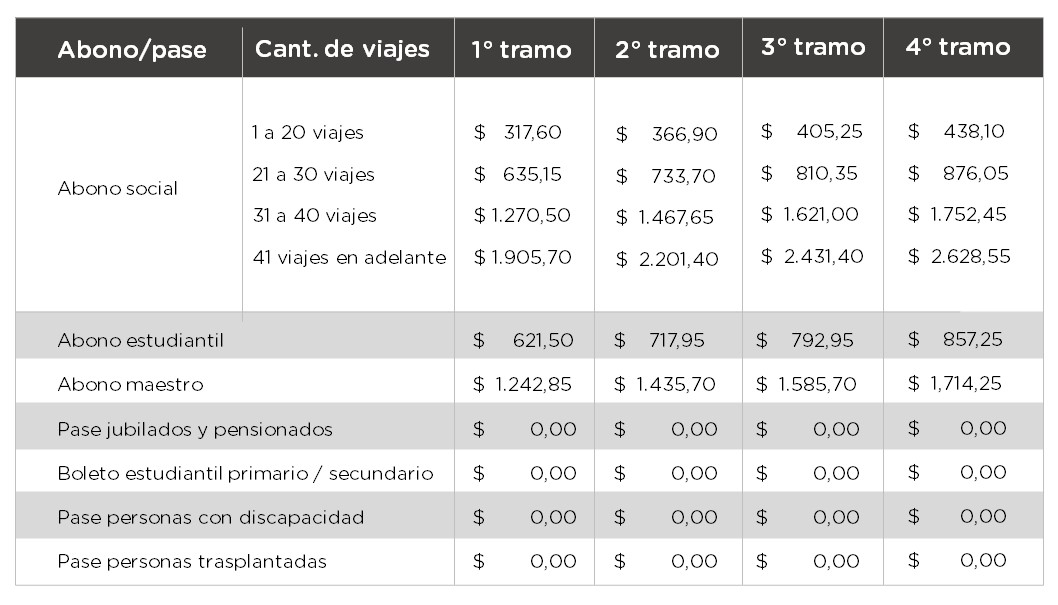 Abono/pase Cant. de viajes 1° tramo 2° tramo 3° tramo 4° tramo
1 a 20 viajes $ 317,60 $ 366,90 $ 405,25 $ 438,10
21 a 30 viajes $ 635,15 $ 733,70 $ 810,35 $ 876,05
Abono social
31 a 40 viajes $ 1.270,50 $ 1.467,65 $ 1.621,00 $ 1.752,45
41 viajes en adelante $ 1.905,70 $ 2.201,40 $ 2.431,40 $ 2.628,55
Abono estudiantil $ 621,50 $ 717,95 $ 792,95 $ 857,25
Abono maestro $ 1.242,85 $ 1.435,70 $ 1.585,70 $ 1,714,25
Pase jubilados y pensionados $ 0,00 $ 0,00 $ 0,00 $ 0,00
Boleto estudiantil primario / secundario $ 0,00 $ 0,00 $ 0,00 $ 0,00
Pase personas con discapacidad $ 0,00 $ 0,00 $ 0,00 $ 0,00
Pase personas trasplantadas $ 0,00 $ 0,00 $ 0,00 $ 0,00